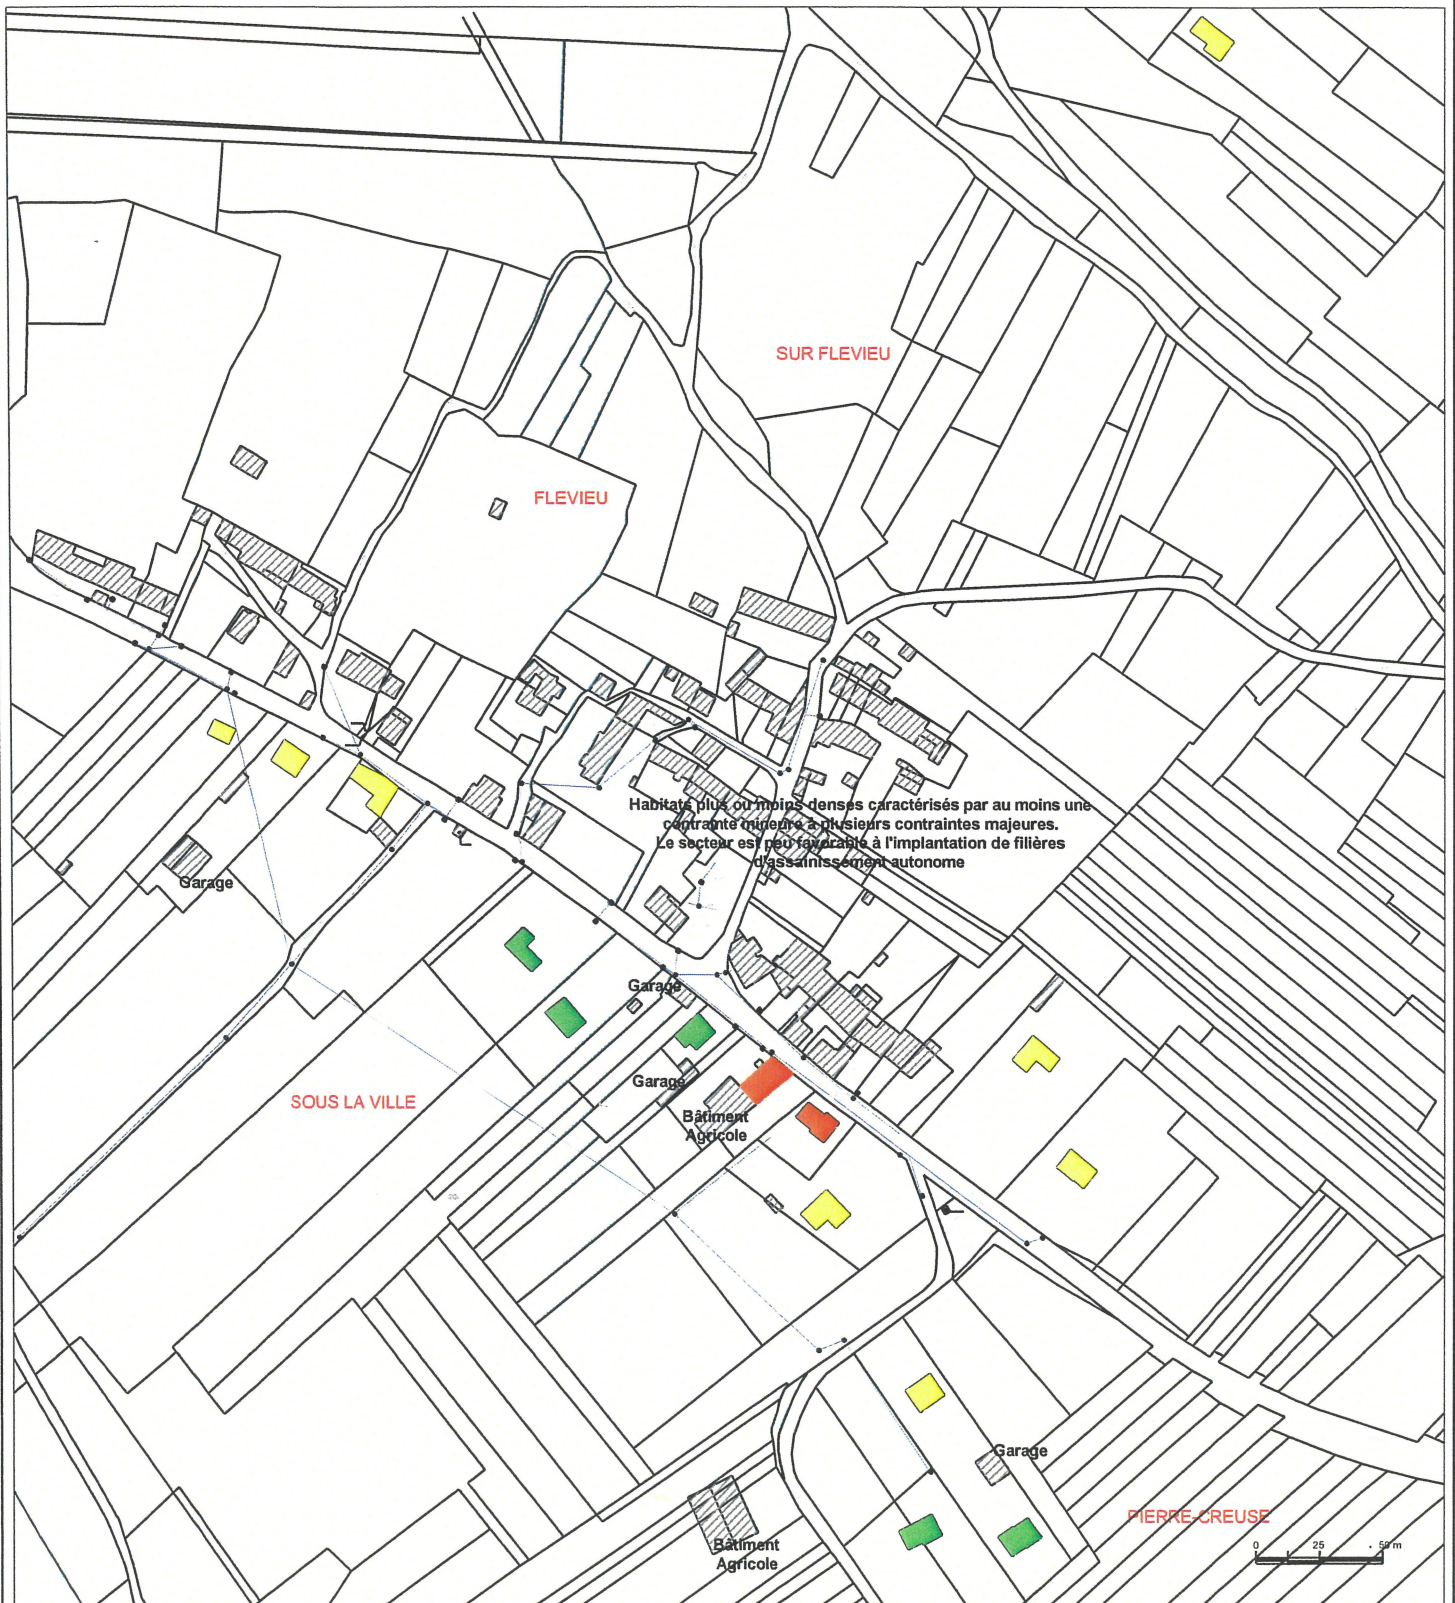 SUR FLEVIEU
FLEVIEU
Habitats plus ou moins denses caractérisés par au moins une
contrainte mineure à plusieurs contraintes majeures.
Le secteur est peu favorable à l'implantation de filières
d'assainissement autonome
Garage
Garage
Garage
SOUS LA VILLE
Bâtiment
Agricole
Garage
PIERRE-CREUSE
0 25 50 m
Bâtiment
Agricole